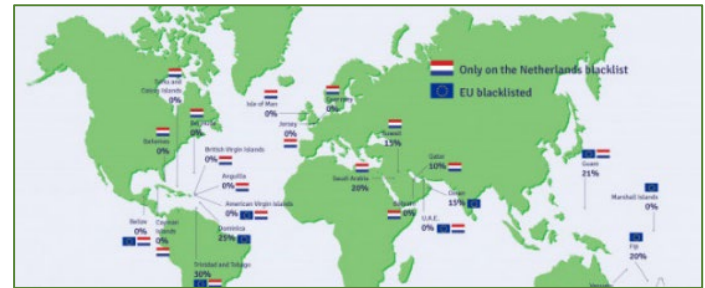 Only on the Netherlands blacklist
EU blacklisted
Turks and
Caicos Islands
0%
Isle of Man
0%
Guernsey
0%
Jersey
0%
Bermuda
0%
Bahamas
0%
British Virgin Islands
0%
Anguilla
0%
American Virgin Islands
0%
Dominica
25%
Belize
0%
Cayman
Islands
0%
Trinidad and Tobago
30%
Kuwait
15%
Saudi Arabia
20%
Qatar
10%
Bahrain
0%
Oman
15%
U.A.E.
0%
Guam
21%
Marshall Islands
0%
Fiji
20%
Vanuatu